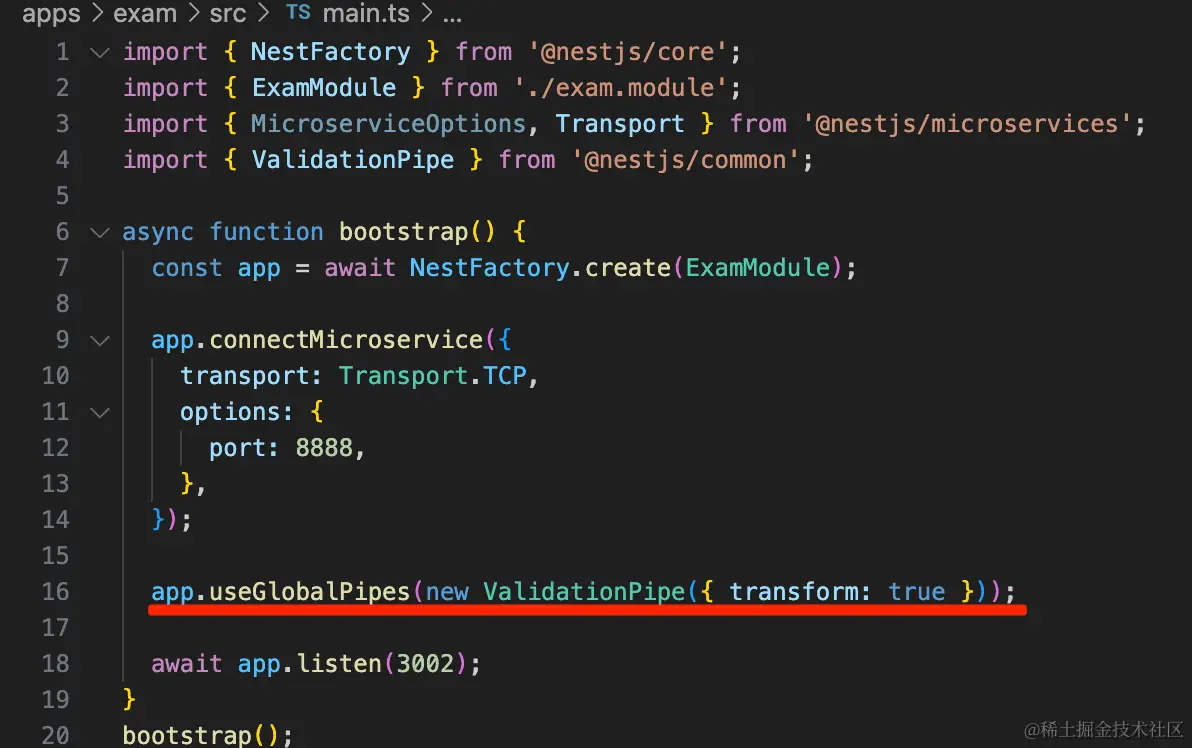 apps > exam > src > TS main.ts > ...
1 import { NestFactory } from '@nestjs/core';
2 import { ExamModule } from './exam.module';
3 import { MicroserviceOptions, Transport } from '@nestjs/microservices';
4 import { ValidationPipe } from '@nestjs/common';
5
6 async function bootstrap() {
7   const app = await NestFactory.create(ExamModule);
8
9   app.connectMicroservice({
10     transport: Transport.TCP,
11     options: {
12       port: 8888,
13     },
14   });
15
16   app.useGlobalPipes(new ValidationPipe({ transform: true }));
17
18   await app.listen(3002);
19 }
20 bootstrap();
@稀土掘金技术社区